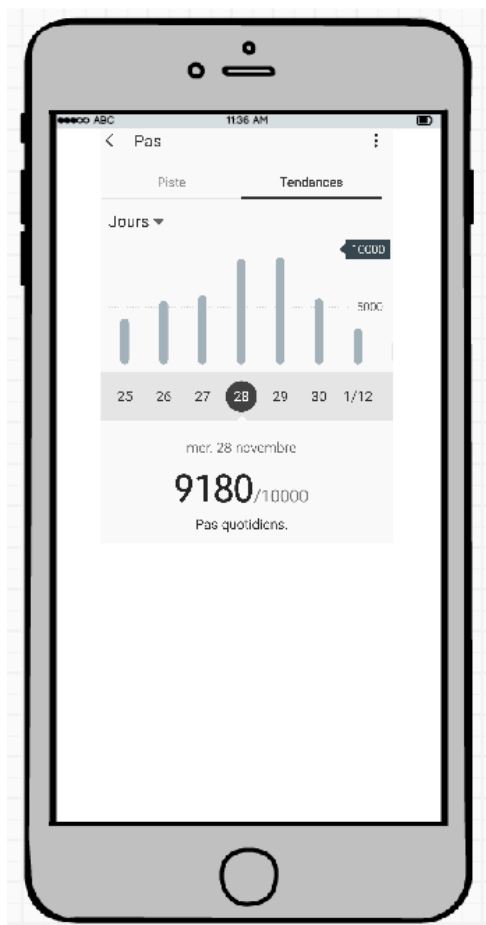 ABC 11:36 AM
Pas
Piste Tendances
Jours
10000
5000
25 26 27 28 29 30 1/12
mer. 28 novembre
9180/10000
Pas quotidiens.